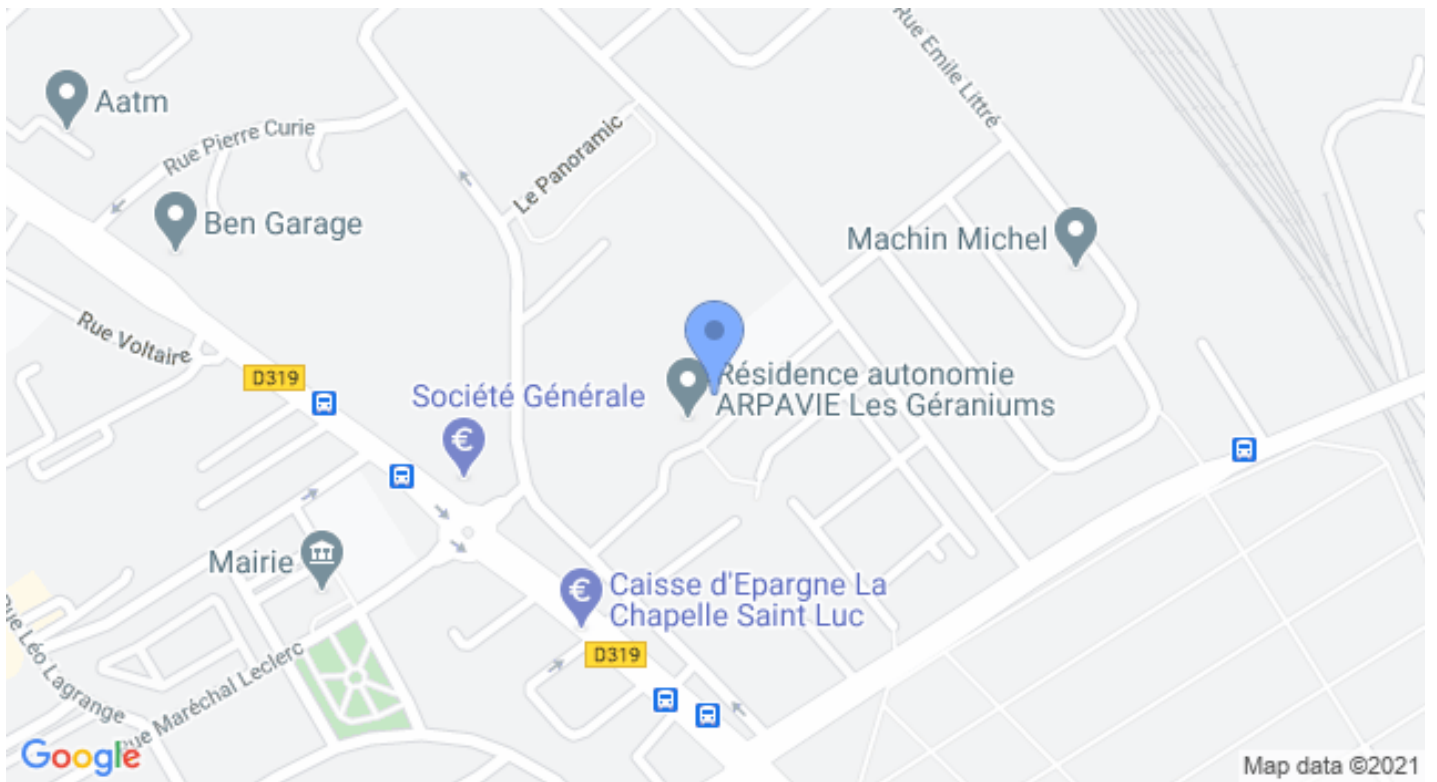 Aatm
Rue Pierre Curie
Le Panoramic
Rue Emile Littré
Ben Garage
Machin Michel
Rue Voltaire
D319
Société Générale
Résidence autonomie
ARPAVIE Les Géraniums
Mairie
Caisse d'Epargne La
Chapelle Saint Luc
D319
Rue Léo Lagrange
Rue Maréchal Leclerc
Google
Map data ©2021